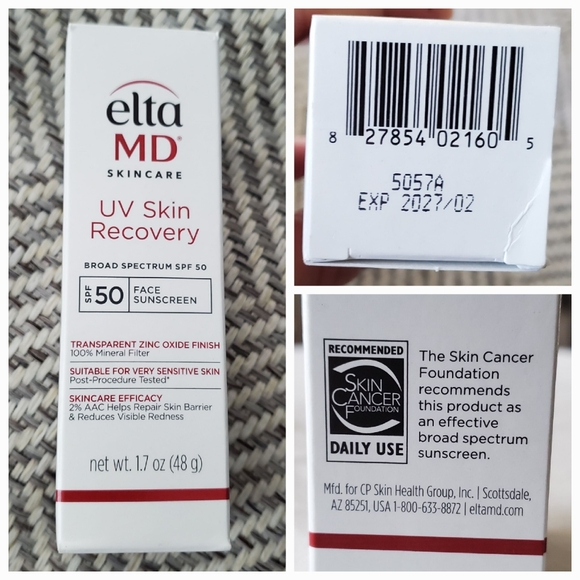 elta
MD®
SKINCARE
UV Skin
Recovery
BROAD SPECTRUM SPF 50
SPF 50 FACE
SUNSCREEN
TRANSPARENT ZINC OXIDE FINISH
100% Mineral Filter
SUITABLE FOR VERY SENSITIVE SKIN
Post-Procedure Tested*
SKINCARE EFFICACY
2% AAC Helps Repair Skin Barrier
& Reduces Visible Redness
net wt. 1.7 oz (48 g)
8 27854 02160 5
5057A
EXP 2027/02
RECOMMENDED
SKIN
CANCER
FOUNDATION
DAILY USE
The Skin Cancer
Foundation
recommends
this product as
an effective
broad spectrum
sunscreen.
Mfd. for CP Skin Health Group, Inc. | Scottsdale,
AZ 85251, USA 1-800-633-8872 | eltamd.com